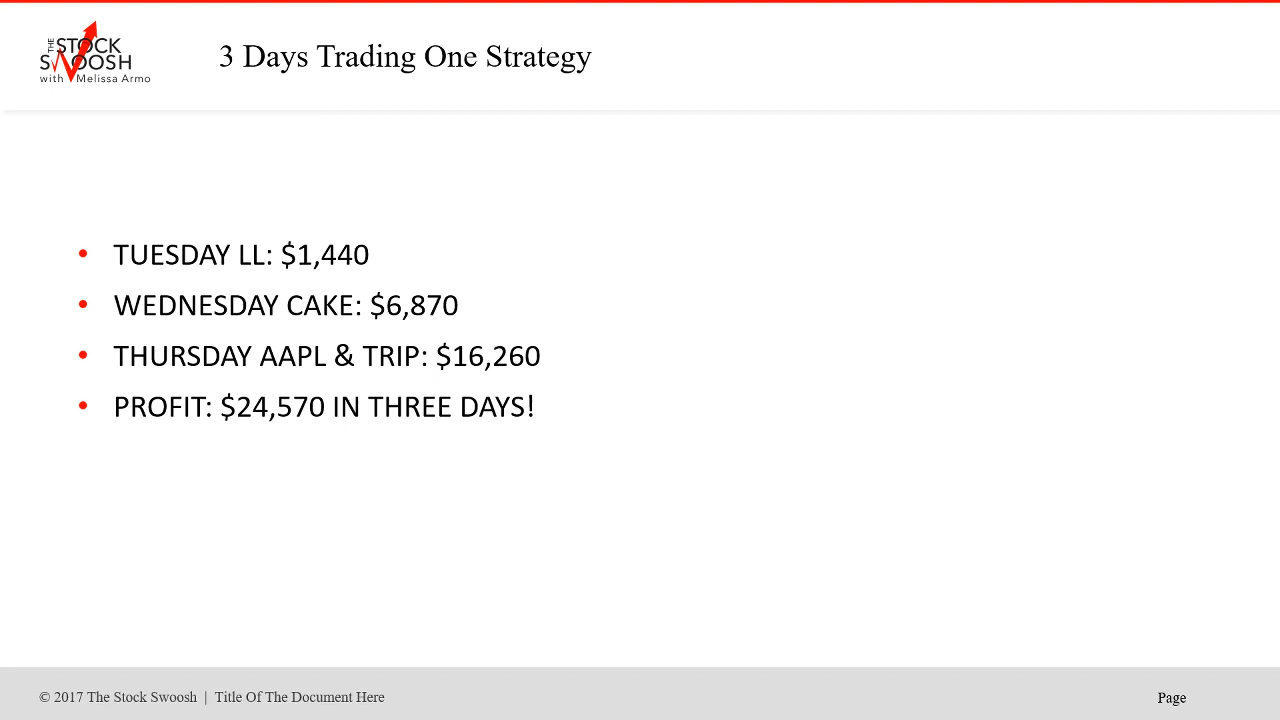 THE STOCK
SWOOSH
with Melissa Armo
3 Days Trading One Strategy
• TUESDAY LL: $1,440
• WEDNESDAY CAKE: $6,870
• THURSDAY AAPL & TRIP: $16,260
• PROFIT: $24,570 IN THREE DAYS!
© 2017 The Stock Swoosh | Title Of The Document Here
Page